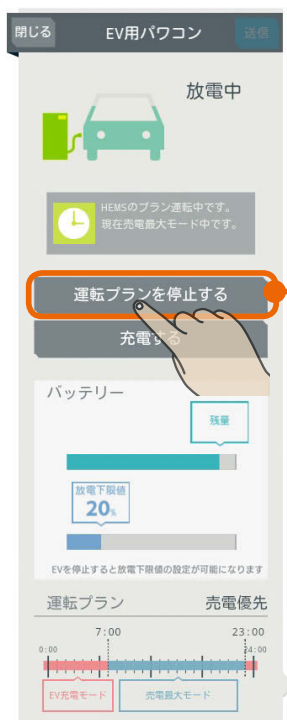 閉じる EV用パワコン 送信
放電中
HEMSのプラン運転中です。
現在売電最大モード中です。
運転プランを停止する
充電する
バッテリー
残量
放電下限値
20%
EVを停止すると放電下限値の設定が可能になります
運転プラン 売電優先
7:00 23:00
0:00 24:00
EV充電モード 売電最大モード